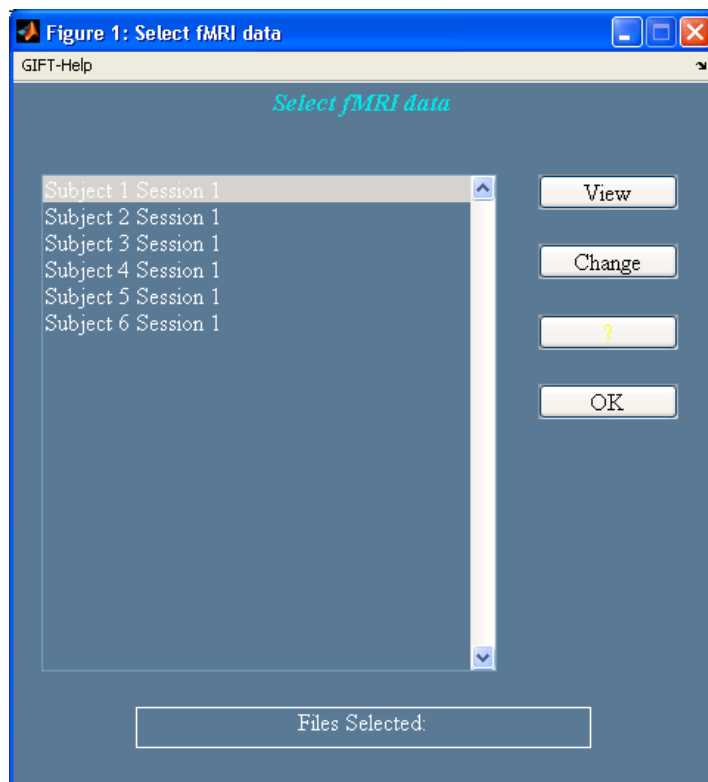 Figure 1: Select fMRI data
GIFT-Help
Select fMRI data
Subject 1 Session 1
Subject 2 Session 1
Subject 3 Session 1
Subject 4 Session 1
Subject 5 Session 1
Subject 6 Session 1
View
Change
?
OK
Files Selected: